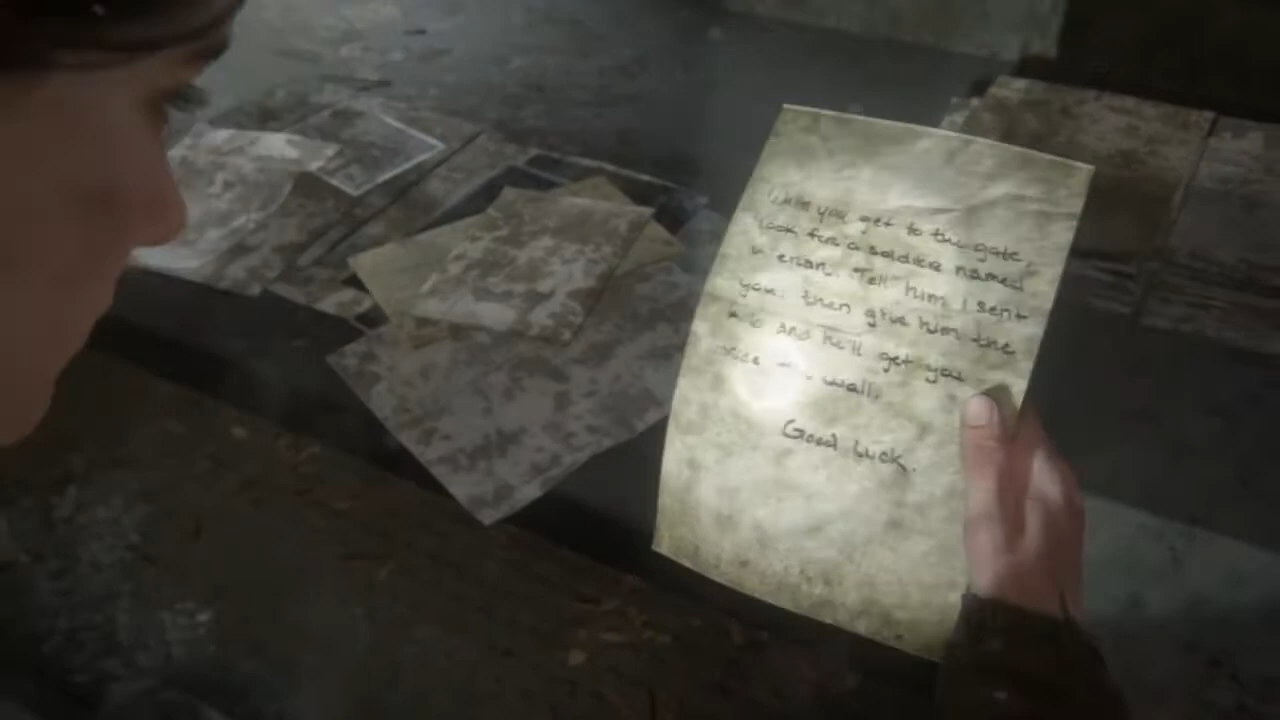 When you get to the gate,
look for a soldier named
Tell him I sent
you. then give him the
and he'll get you
wall.
Good Luck.